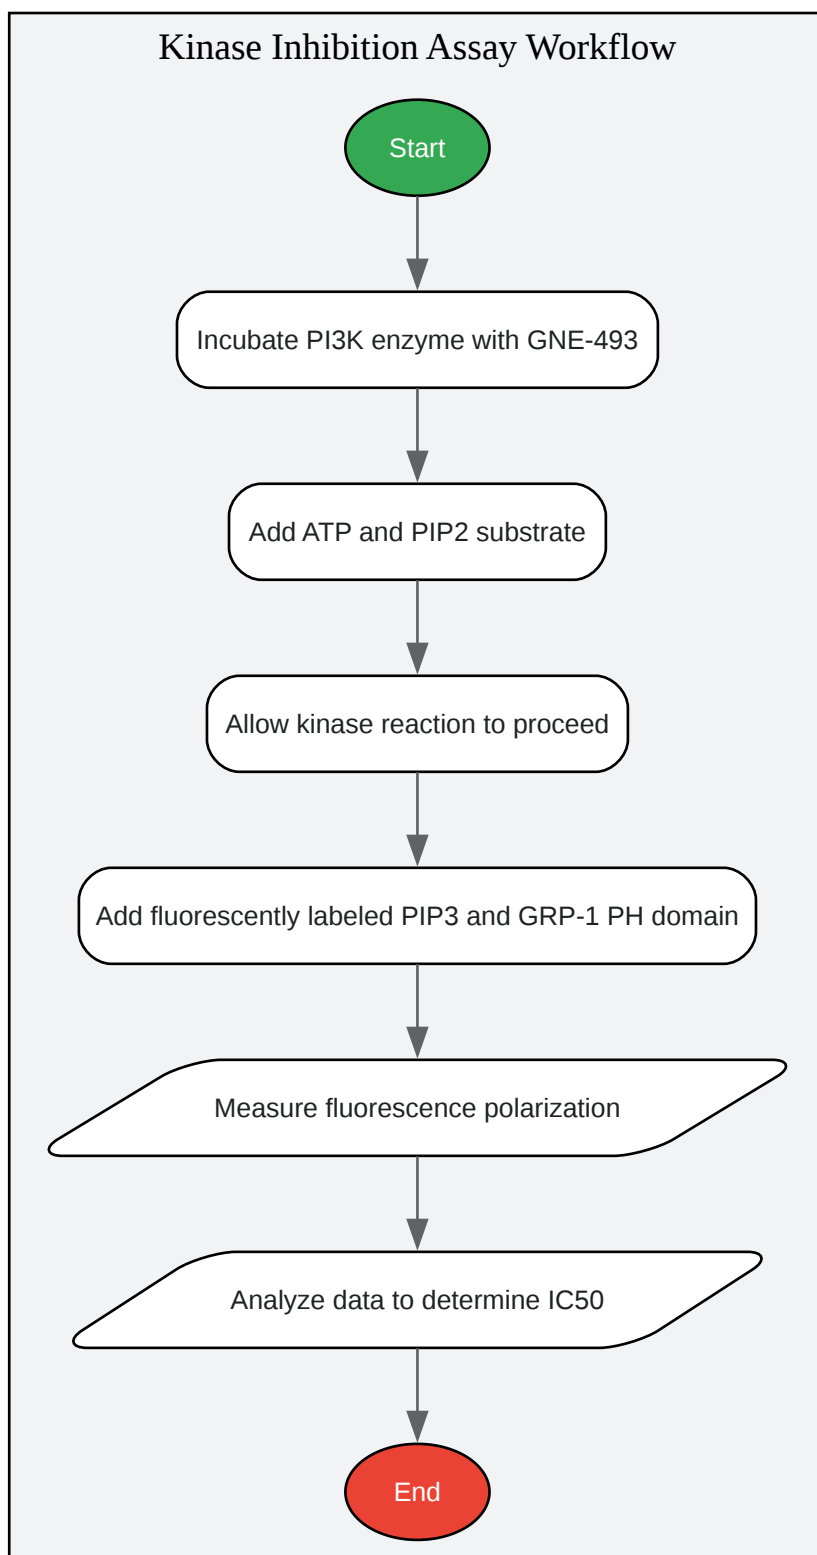 Kinase Inhibition Assay Workflow
Start
Incubate PI3K enzyme with GNE-493
Add ATP and PIP2 substrate
Allow kinase reaction to proceed
Add fluorescently labeled PIP3 and GRP-1 PH domain
Measure fluorescence polarization
Analyze data to determine IC50
End